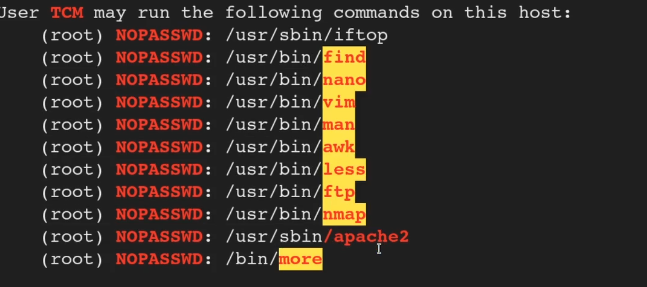 User TCM may run the following commands on this host:
(root) NOPASSWD: /usr/sbin/iftop
(root) NOPASSWD: /usr/bin/find
(root) NOPASSWD: /usr/bin/nano
(root) NOPASSWD: /usr/bin/vim
(root) NOPASSWD: /usr/bin/man
(root) NOPASSWD: /usr/bin/awk
(root) NOPASSWD: /usr/bin/less
(root) NOPASSWD: /usr/bin/ftp
(root) NOPASSWD: /usr/bin/nmap
(root) NOPASSWD: /usr/sbin/apache2
(root) NOPASSWD: /bin/more